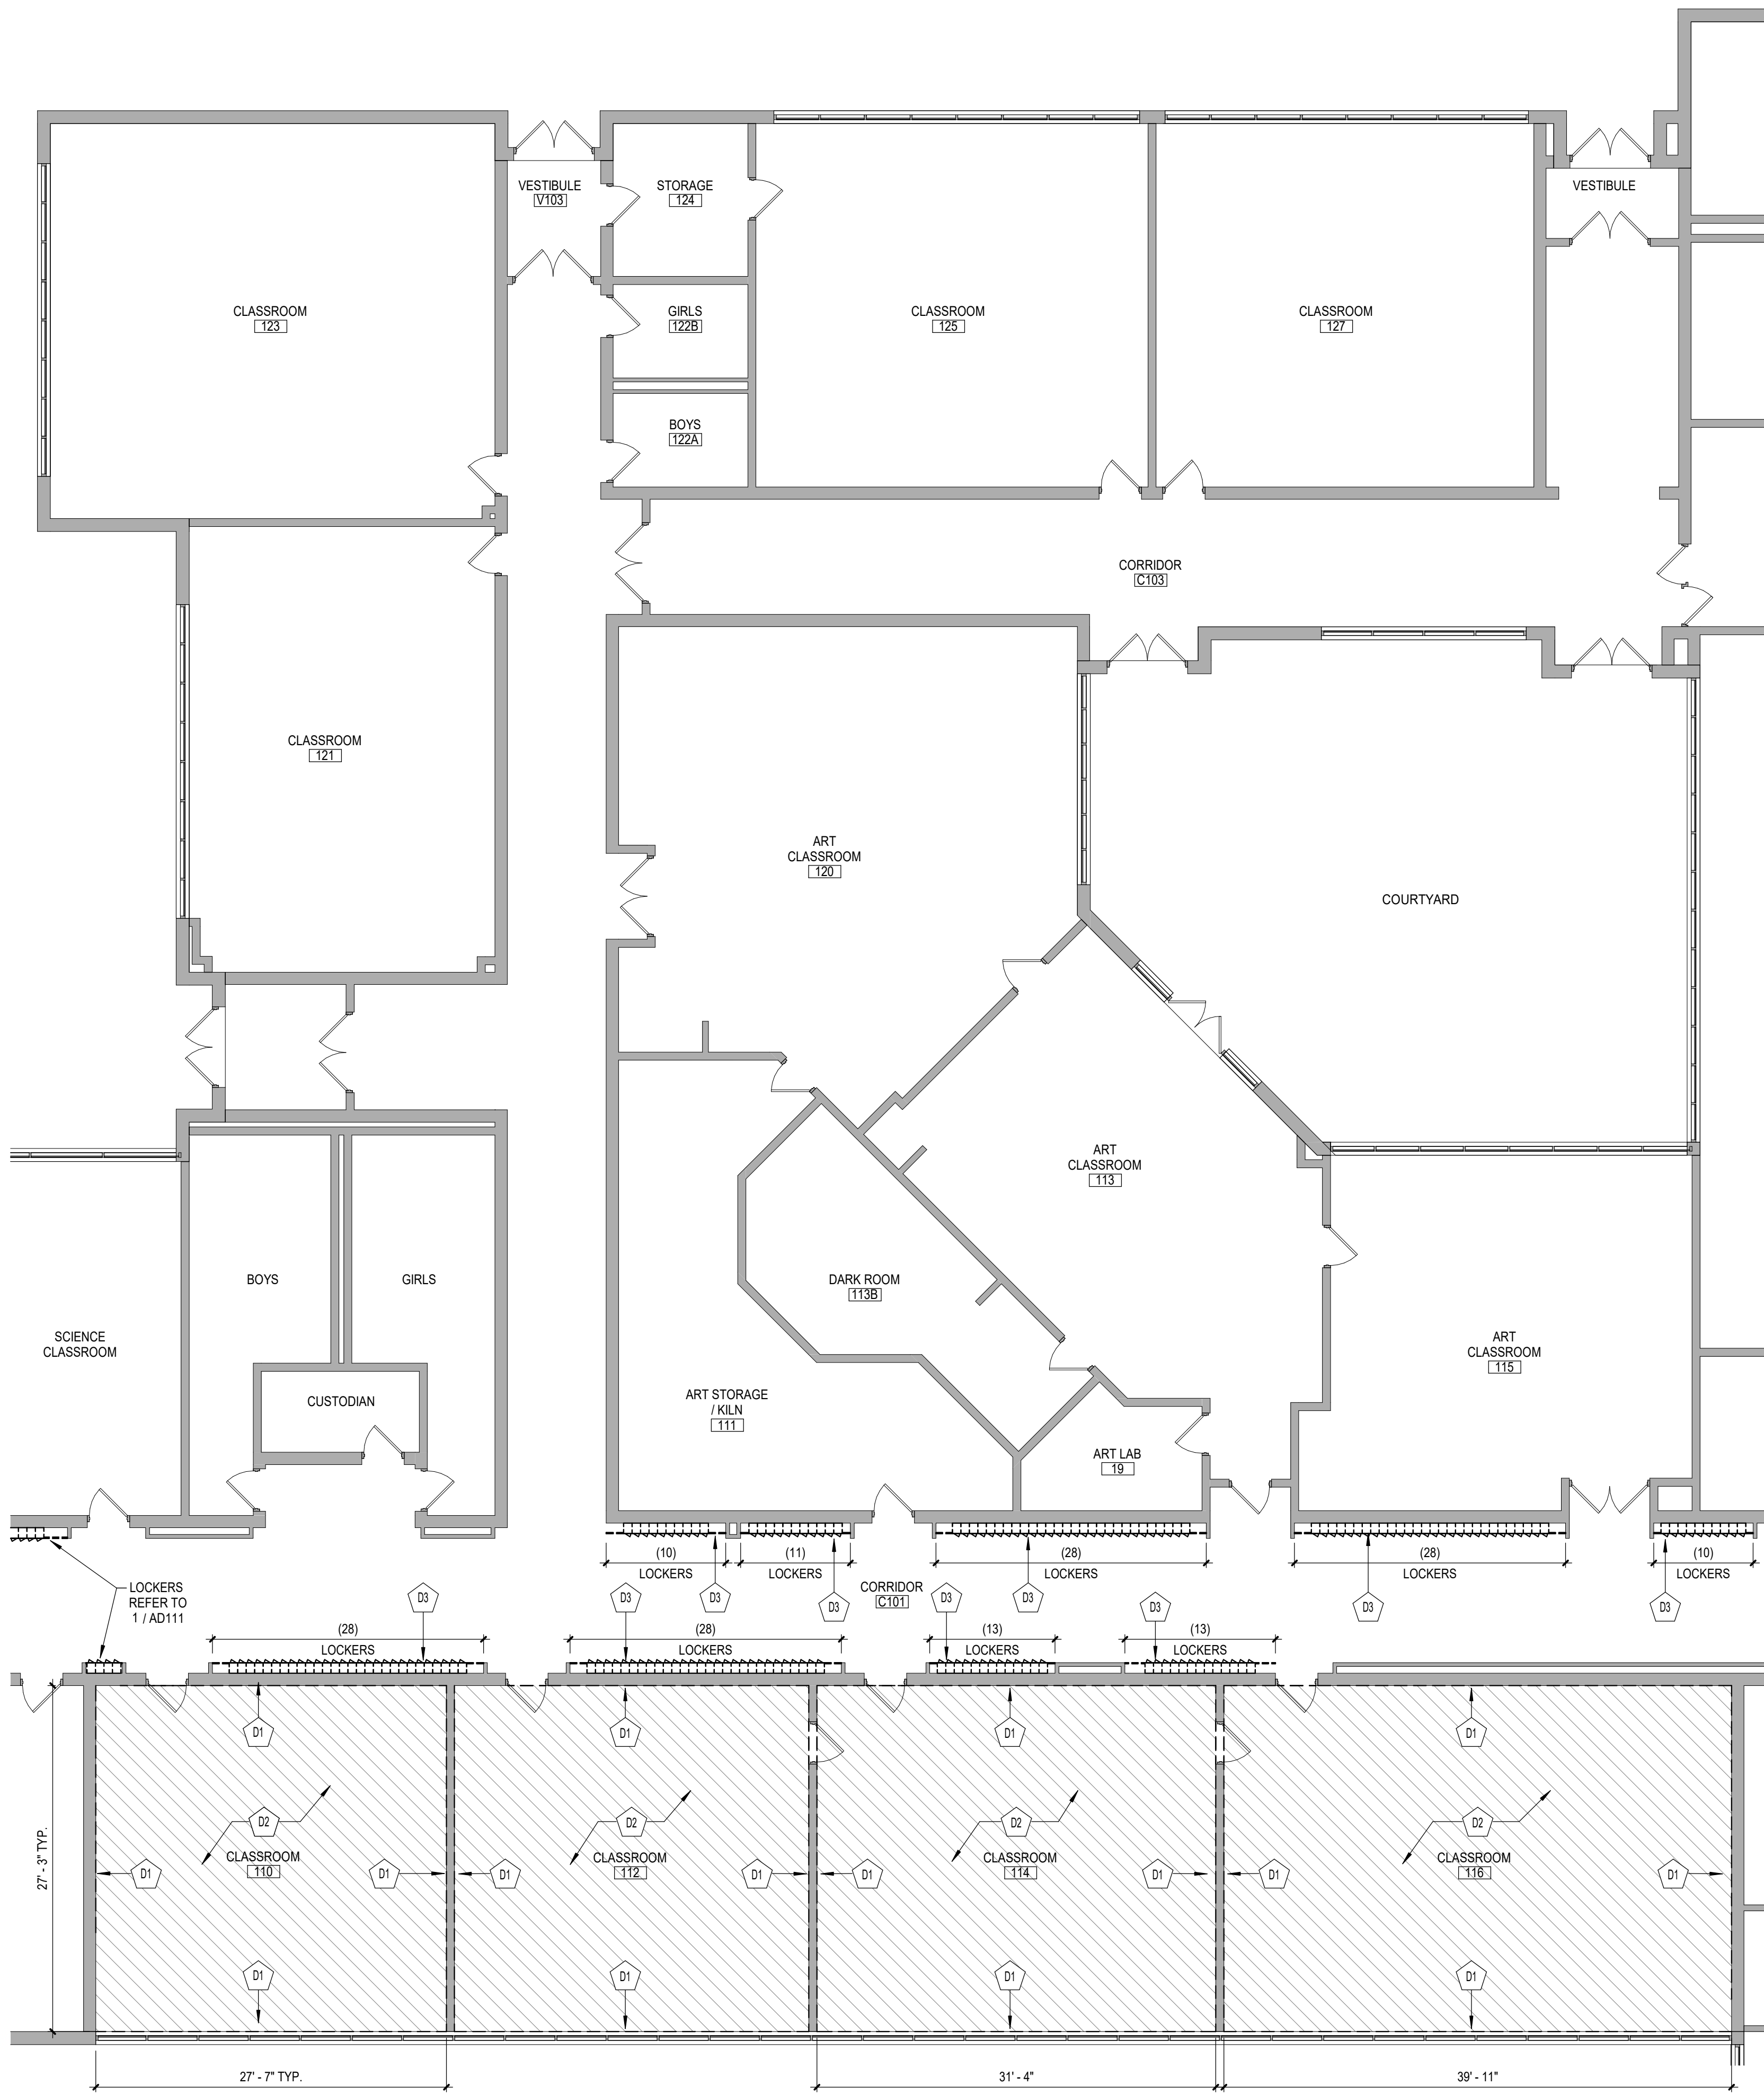 VESTIBULE
V103
STORAGE
124
VESTIBULE
CLASSROOM
123
GIRLS
122B
CLASSROOM
125
CLASSROOM
127
BOYS
122A
CORRIDOR
C103
CLASSROOM
121
ART
CLASSROOM
120
COURTYARD
ART
CLASSROOM
113
BOYS
GIRLS
DARK ROOM
113B
SCIENCE
CLASSROOM
ART
CLASSROOM
115
CUSTODIAN
ART STORAGE
/ KILN
111
ART LAB
19
(10)
LOCKERS
(11)
LOCKERS
(28)
LOCKERS
(28)
LOCKERS
(10)
LOCKERS
LOCKERS
REFER TO
1 / AD111
CORRIDOR
C101
D3
D3
D3
D3
D3
D3
D3
D3
D3
(28)
LOCKERS
(28)
LOCKERS
(13)
LOCKERS
(13)
LOCKERS
D1
D1
D1
D1
D2
D2
D2
D2
27' - 3" TYP.
CLASSROOM
110
CLASSROOM
112
CLASSROOM
114
CLASSROOM
116
D1
D1
D1
D1
D1
D1
D1
D1
D1
D1
D1
D1
27' - 7" TYP.
31' - 4"
39' - 11"